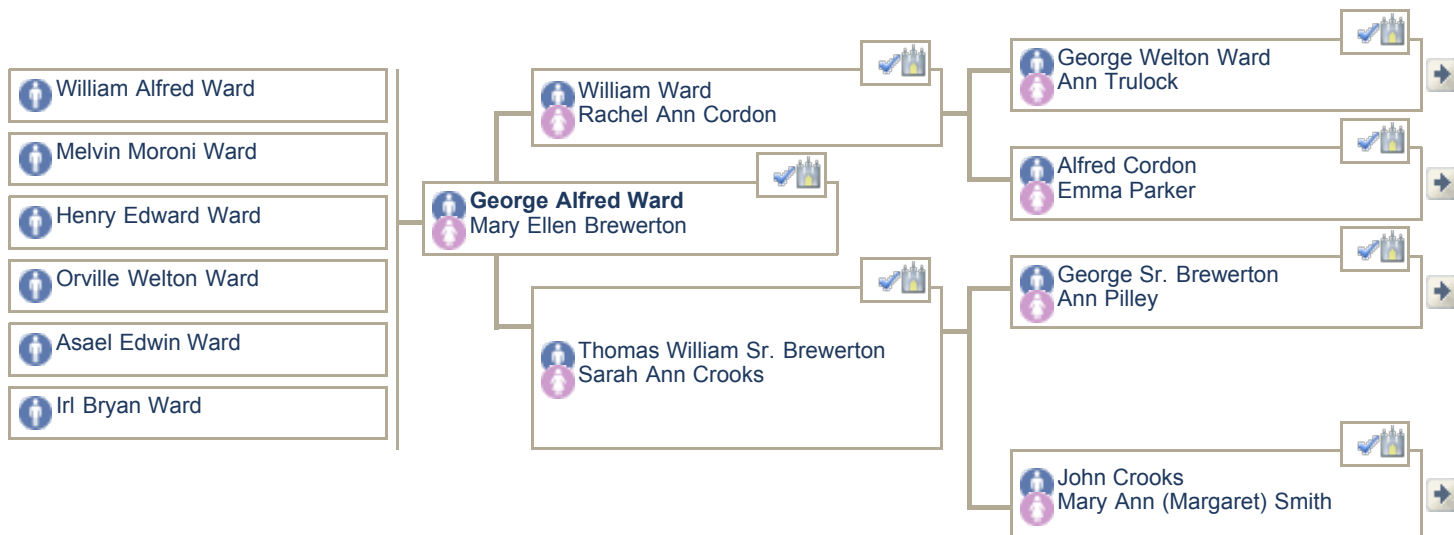 William Alfred Ward
Melvin Moroni Ward
Henry Edward Ward
Orville Welton Ward
Asael Edwin Ward
Irl Bryan Ward
George Alfred Ward
Mary Ellen Brewerton
William Ward
Rachel Ann Cordon
Thomas William Sr. Brewerton
Sarah Ann Crooks
George Welton Ward
Ann Trulock
Alfred Cordon
Emma Parker
George Sr. Brewerton
Ann Pilley
John Crooks
Mary Ann (Margaret) Smith